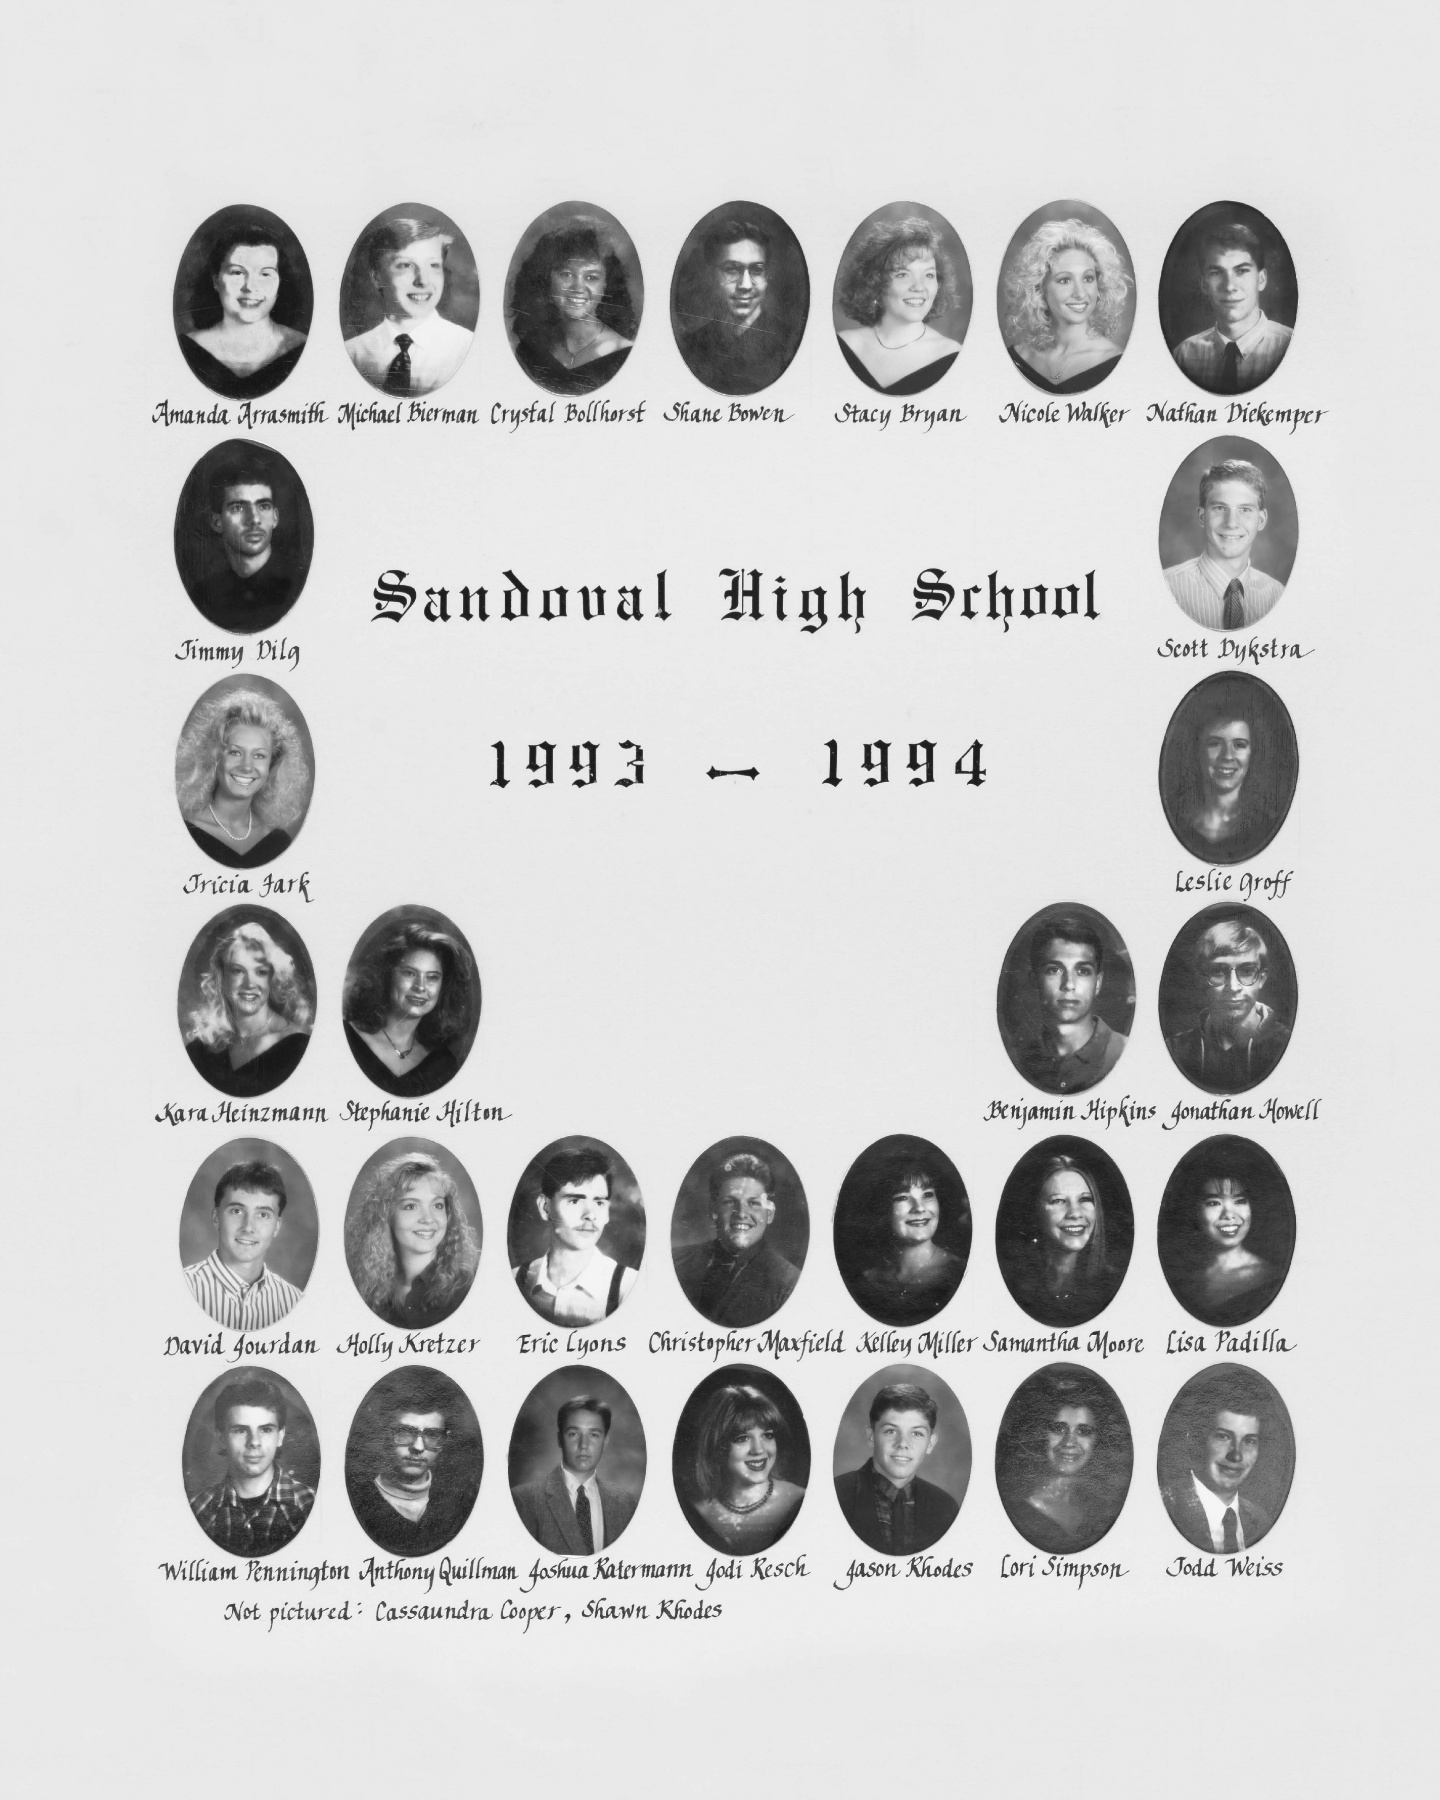 Amanda Arrasmith Michael Bierman Crystal Bollhorst Shane Bowen Stacy Bryan Nicole Walker Nathan Diekemper
Jimmy Dilg Scott Dykstra
Sandoval High School
1993 - 1994
Tricia Jark Leslie Groff
Kara Heinzmann Stephanie Hilton Benjamin Hipkins Jonathan Howell
David Jourdan Holly Kretzer Eric Lyons Christopher Maxfield Kelley Miller Samantha Moore Lisa Padilla
William Pennington Anthony Quillman Joshua Ratermann Jodi Resch Jason Rhodes Lori Simpson Todd Weiss
Not pictured: Cassaundra Cooper, Shawn Rhodes